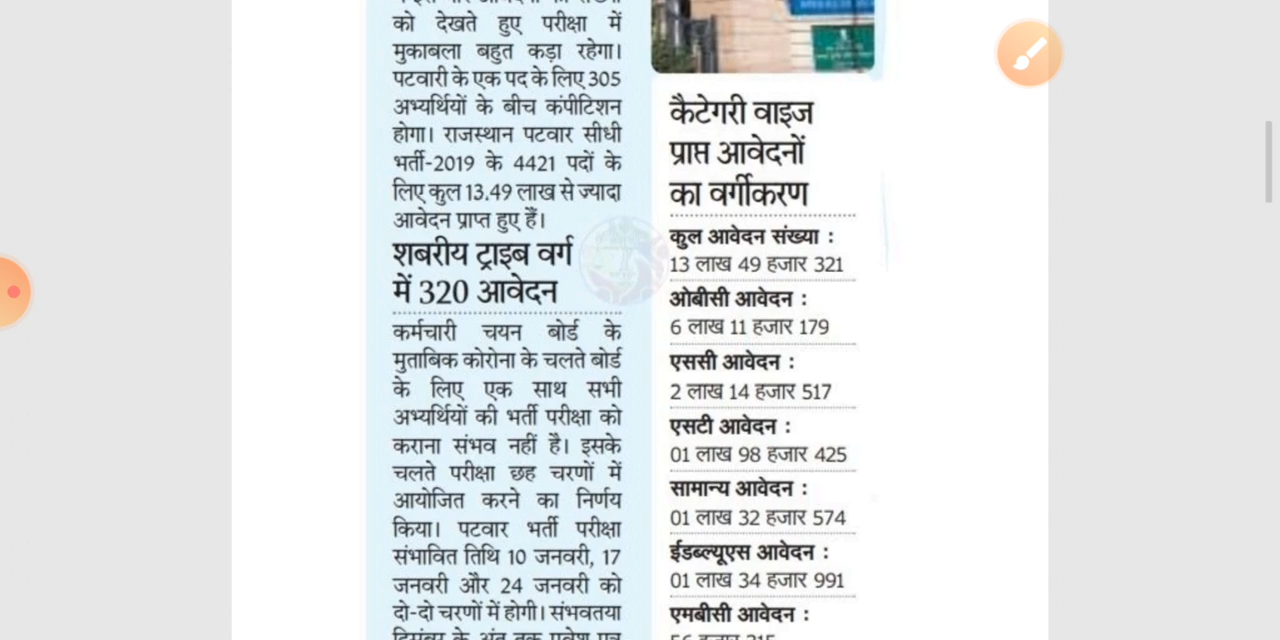 को देखते हुए परीक्षा में
मुकाबला बहुत कड़ा रहेगा।
पटवारी के एक पद के लिए 305
अभ्यर्थियों के बीच कंपीटिशन
होगा। राजस्थान पटवार सीधी
भर्ती-2019 के 4421 पदों के
लिए कुल 13.49 लाख से ज्यादा
आवेदन प्राप्त हुए हैं।
शबरीय ट्राइब वर्ग
में 320 आवेदन
कर्मचारी चयन बोर्ड के
मुताबिक कोरोना के चलते बोर्ड
के लिए एक साथ सभी
अभ्यर्थियों की भर्ती परीक्षा को
कराना संभव नहीं है। इसके
चलते परीक्षा छह चरणों में
आयोजित करने का निर्णय
किया। पटवार भर्ती परीक्षा
संभावित तिथि 10 जनवरी, 17
जनवरी और 24 जनवरी को
दो-दो चरणों में होगी। संभवतया
कैटेगरी वाइज
प्राप्त आवेदनों
का वर्गीकरण
कुल आवेदन संख्या :
13 लाख 49 हजार 321
ओबीसी आवेदन :
6 लाख 11 हजार 179
एससी आवेदन :
2 लाख 14 हजार 517
एसटी आवेदन :
01 लाख 98 हजार 425
सामान्य आवेदन :
01 लाख 32 हजार 574
ईडब्ल्यूएस आवेदन :
01 लाख 34 हजार 991
एमबीसी आवेदन :